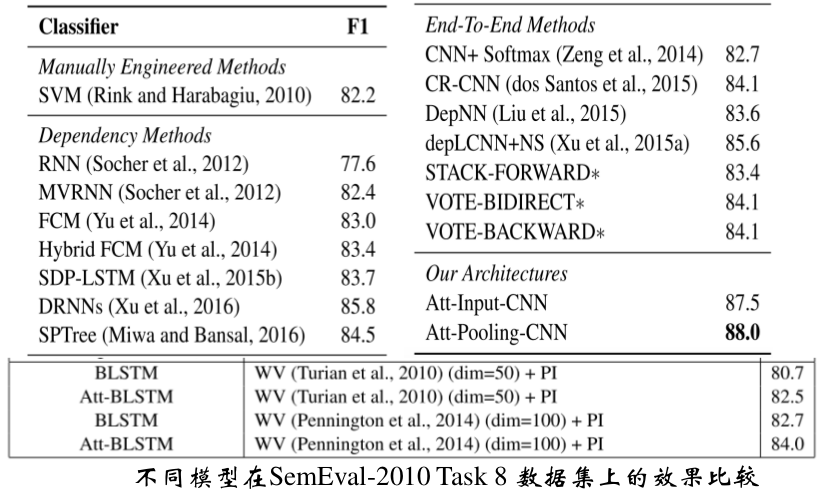 Classifier F1
Manually Engineered Methods
SVM (Rink and Harabagiu, 2010) 82.2
Dependency Methods
RNN (Socher et al., 2012) 77.6
MVRNN (Socher et al., 2012) 82.4
FCM (Yu et al., 2014) 83.0
Hybrid FCM (Yu et al., 2014) 83.4
SDP-LSTM (Xu et al., 2015b) 83.7
DRNNs (Xu et al., 2016) 85.8
SPTree (Miwa and Bansal, 2016) 84.5
End-To-End Methods
CNN+ Softmax (Zeng et al., 2014) 82.7
CR-CNN (dos Santos et al., 2015) 84.1
DepNN (Liu et al., 2015) 83.6
depLCNN+NS (Xu et al., 2015a) 85.6
STACK-FORWARD* 83.4
VOTE-BIDIRECT* 84.1
VOTE-BACKWARD* 84.1
Our Architectures
Att-Input-CNN 87.5
Att-Pooling-CNN 88.0
BLSTM WV (Turian et al., 2010) (dim=50) + PI 80.7
Att-BLSTM WV (Turian et al., 2010) (dim=50) + PI 82.5
BLSTM WV (Pennington et al., 2014) (dim=100) + PI 82.7
Att-BLSTM WV (Pennington et al., 2014) (dim=100) + PI 84.0
不同模型在SemEval-2010 Task 8 数据集上的效果比较